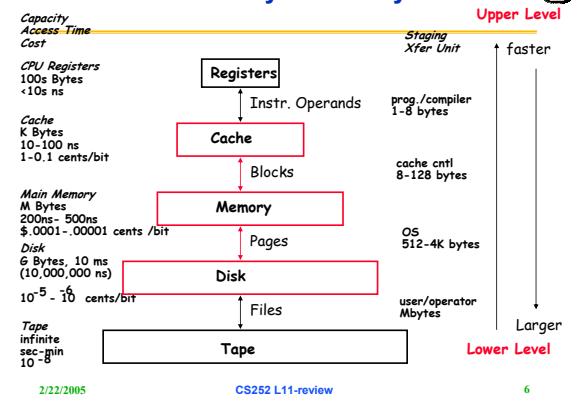 Upper Level
Capacity
Access Time
Cost
Staging
Xfer Unit
faster
CPU Registers
100s Bytes
<10s ns
Registers
Instr. Operands
prog./compiler
1-8 bytes
Cache
K Bytes
10-100 ns
1-0.1 cents/bit
Cache
Blocks
cache cntl
8-128 bytes
Main Memory
M Bytes
200ns- 500ns
$.0001-.00001 cents /bit
Memory
Pages
OS
512-4K bytes
Disk
G Bytes, 10 ms
(10,000,000 ns)
10^-5 - 10^-6 cents/bit
Disk
Files
user/operator
Mbytes
Larger
Tape
infinite
sec-min
10^-8
Tape
Lower Level
2/22/2005
CS252 L11-review
6